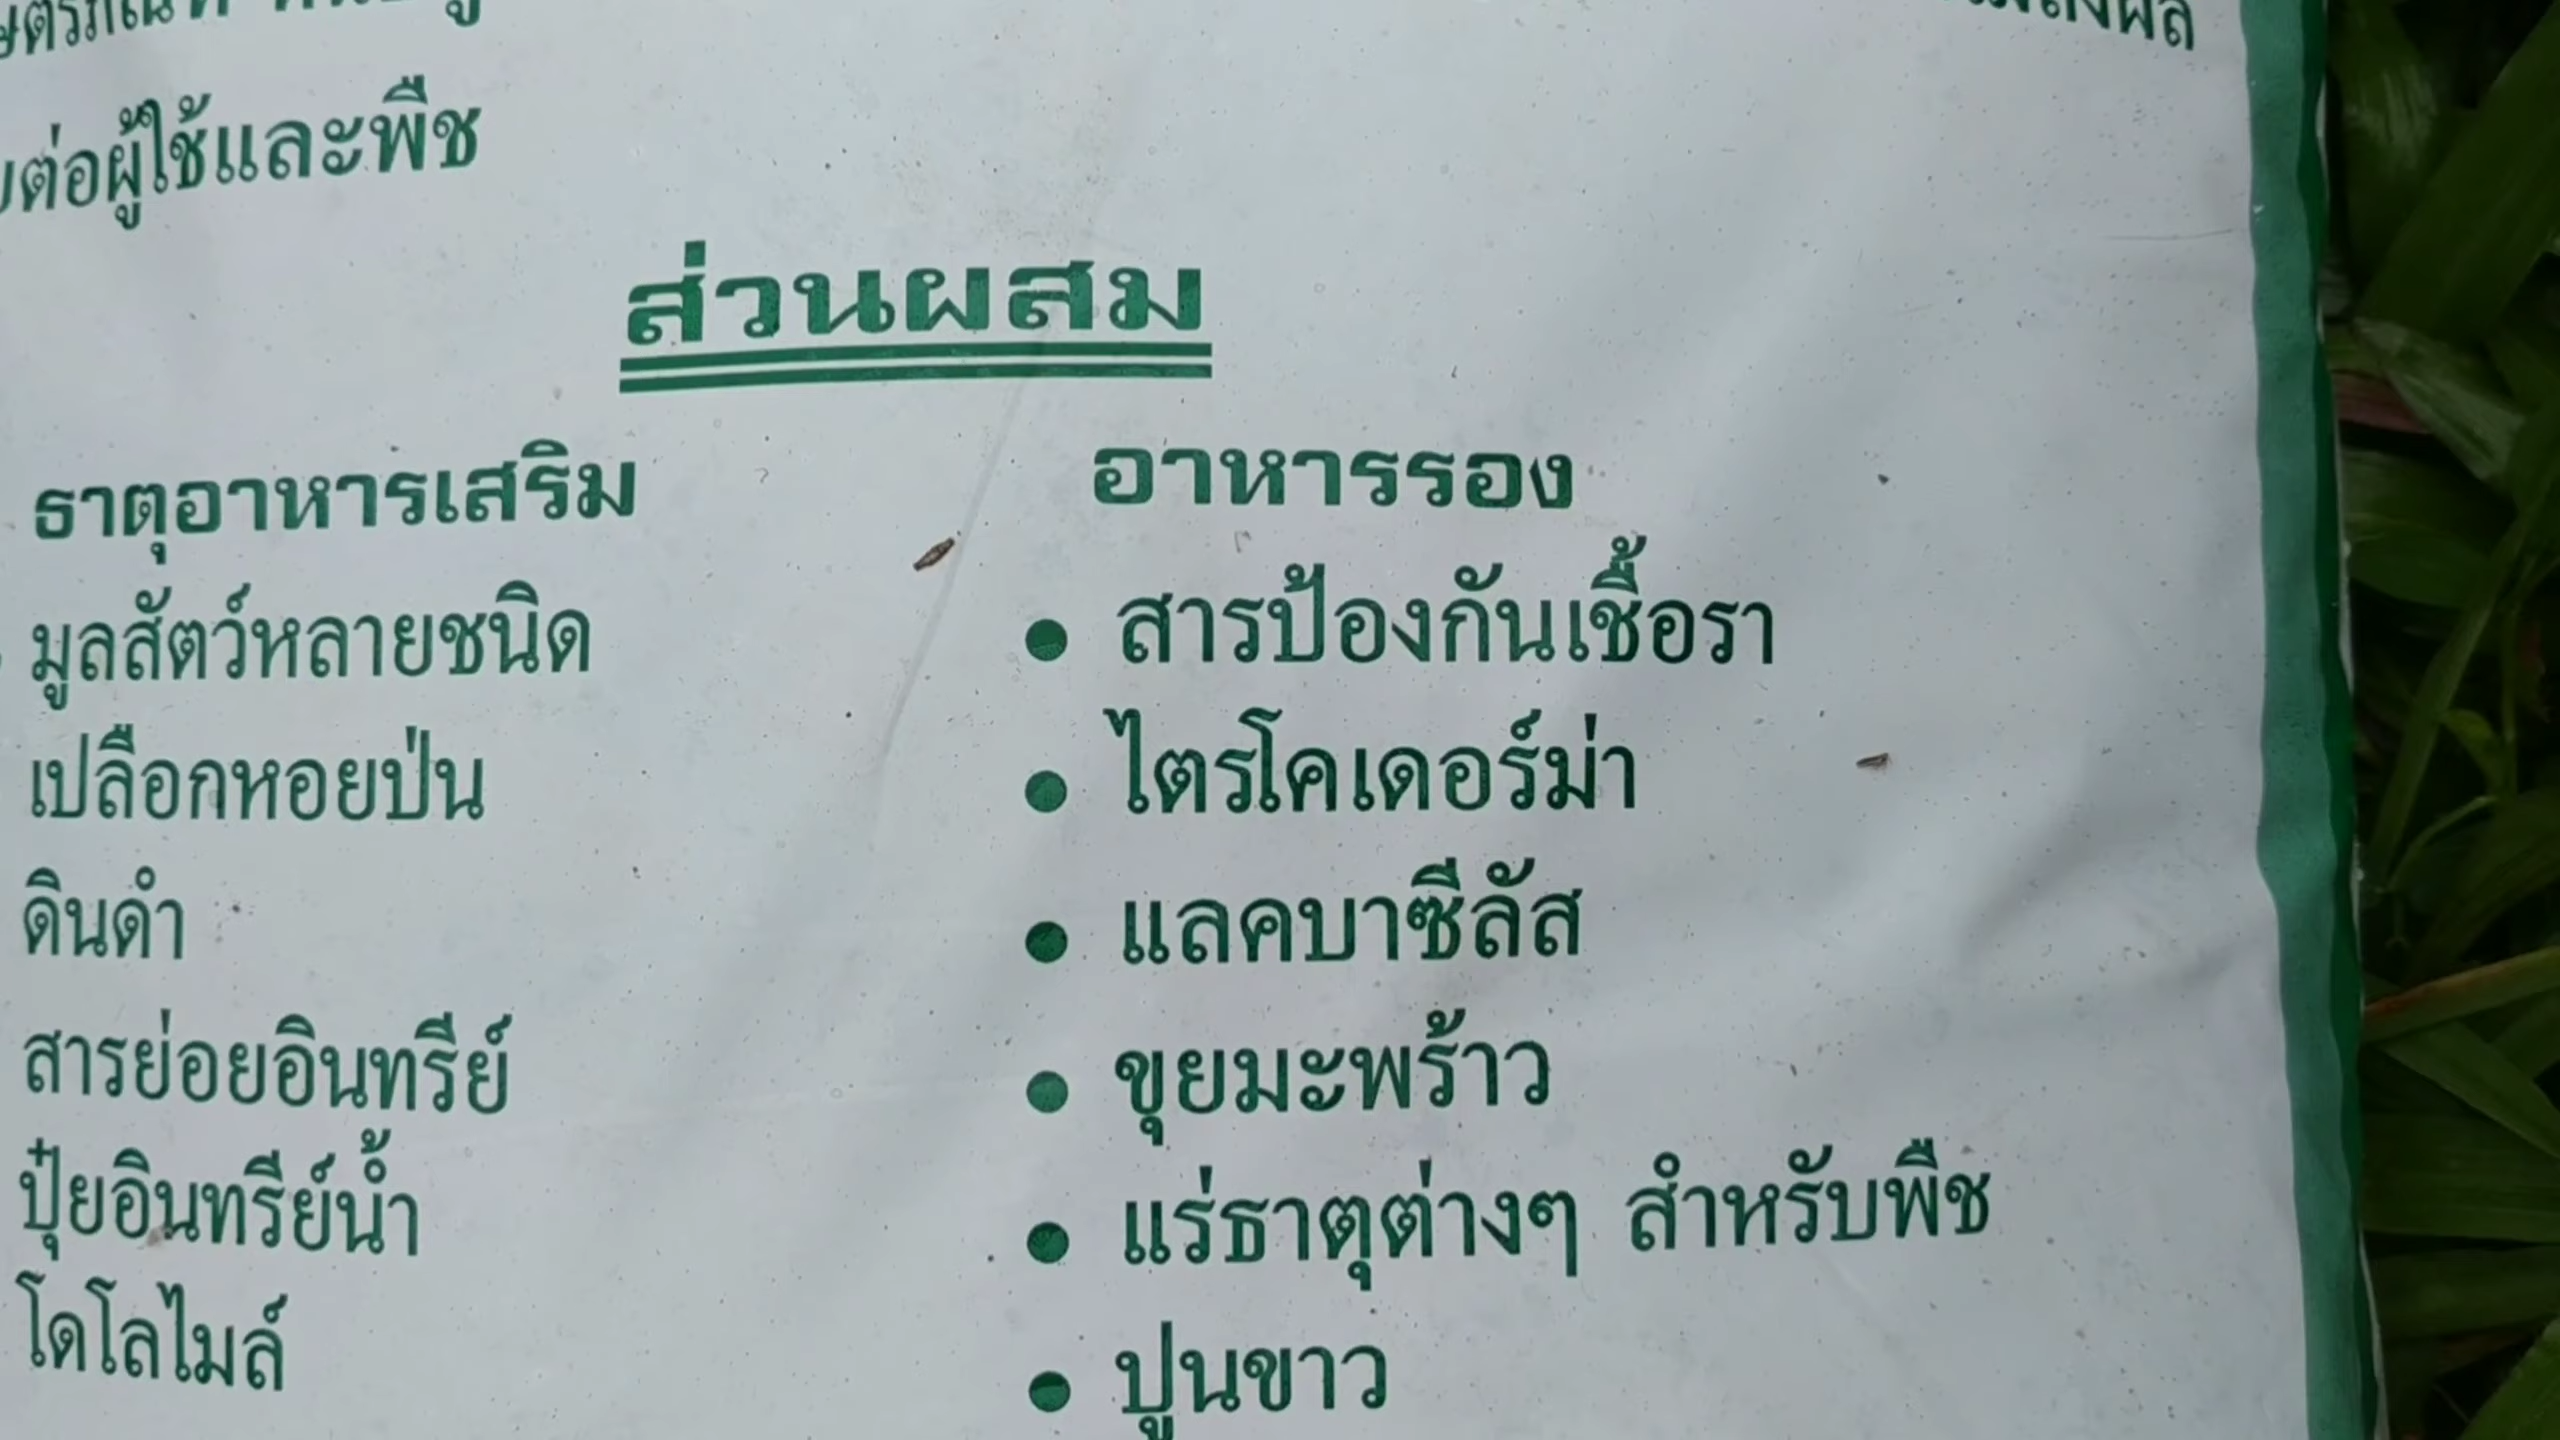 ต่อผู้ใช้และพืช
ส่วนผสม
ธาตุอาหารเสริม
มูลสัตว์หลายชนิด
เปลือกหอยป่น
ดินดำ
สารย่อยอินทรีย์
ปุ๋ยอินทรีย์น้ำ
โดโลไมล์
อาหารรอง
• สารป้องกันเชื้อรา
• ไตรโคเดอร์ม่า
• แลคบาซีลัส
• ขุยมะพร้าว
• แร่ธาตุต่างๆ สำหรับพืช
• ปูนขาว